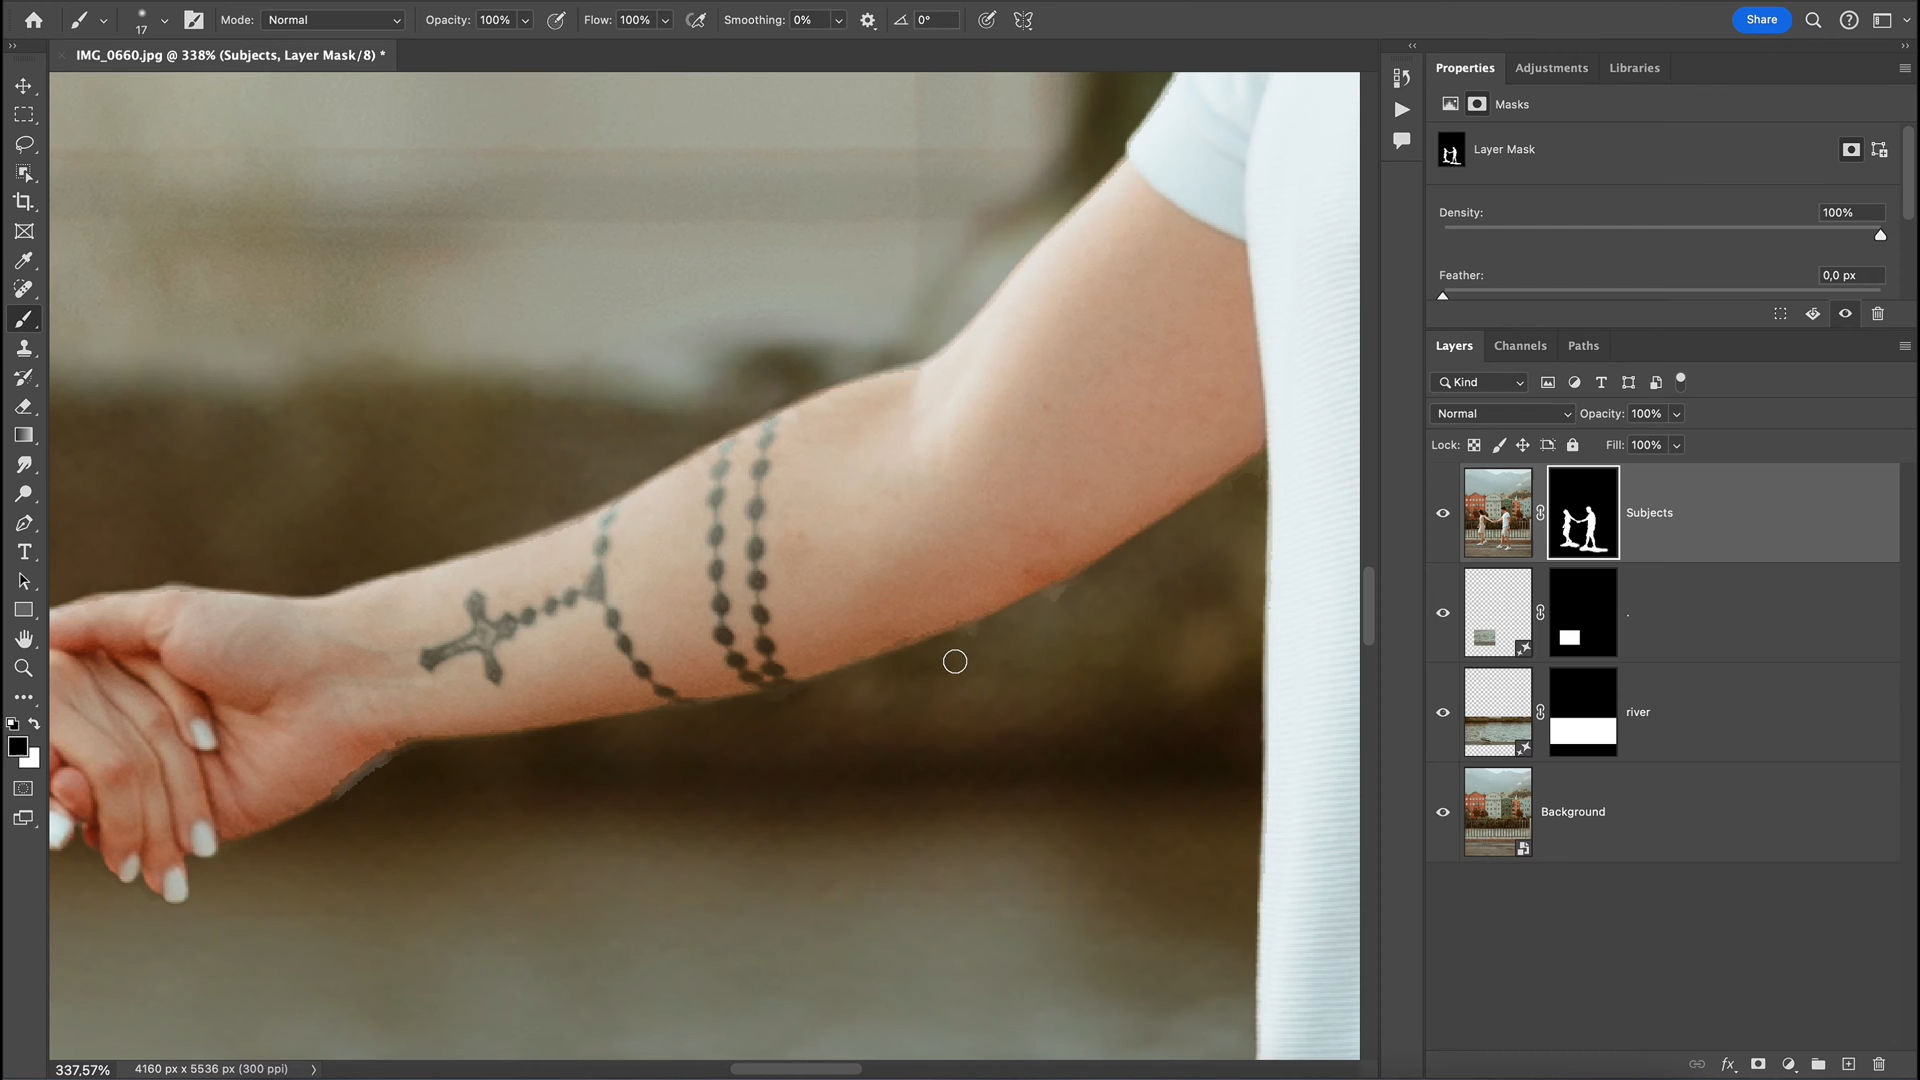 17
Mode:
Normal
Opacity:
100%
Flow:
100%
Smoothing:
0%
0°
Share
IMG_0660.jpg @ 338% (Subjects, Layer Mask/8) *
Properties
Adjustments
Libraries
Masks
Layer Mask
Density:
100%
Feather:
0,0 px
Layers
Channels
Paths
Kind
Normal
Opacity:
100%
Lock:
Fill:
100%
Subjects
.
river
Background
337,57%
4160 px x 5536 px (300 ppi)
fx